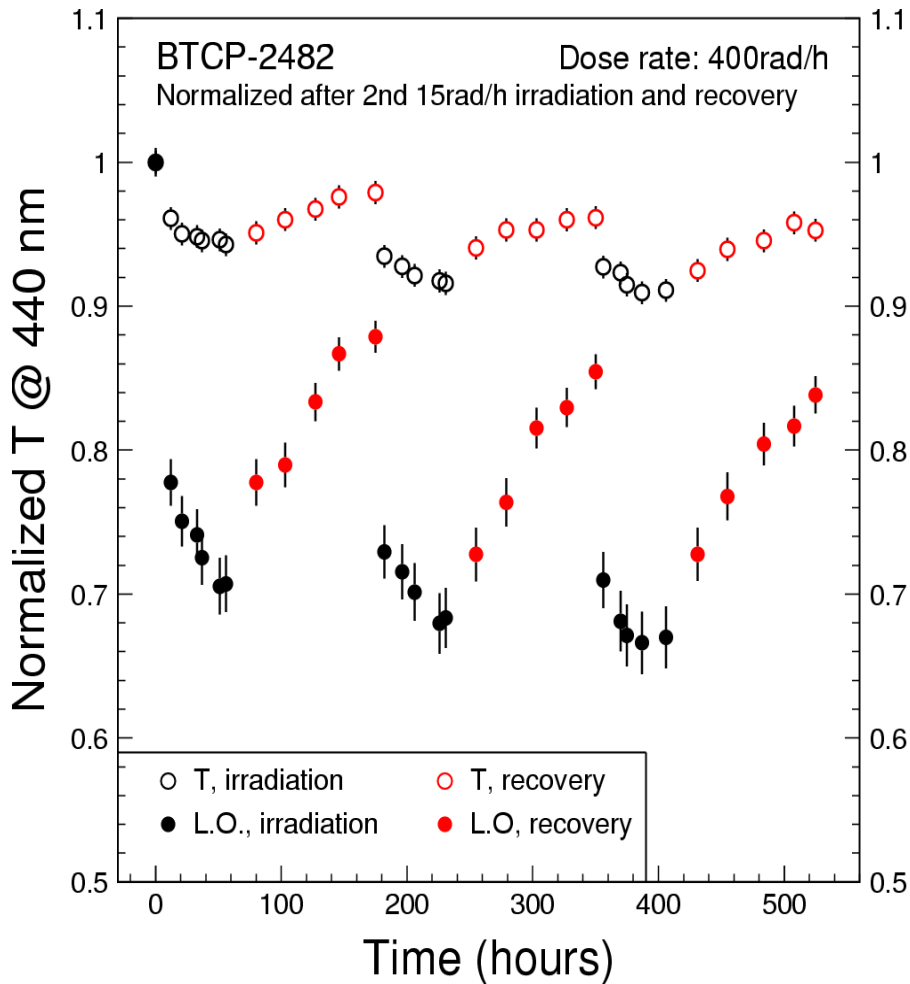 1.1
1.1
BTCP-2482
Dose rate: 400rad/h
Normalized after 2nd 15rad/h irradiation and recovery
1
1
0.9
0.9
0.8
0.8
0.7
0.7
0.6
0.6
0.5
0.5
Normalized T @ 440 nm
T, irradiation
T, recovery
L.O., irradiation
L.O, recovery
0 100 200 300 400 500
Time (hours)